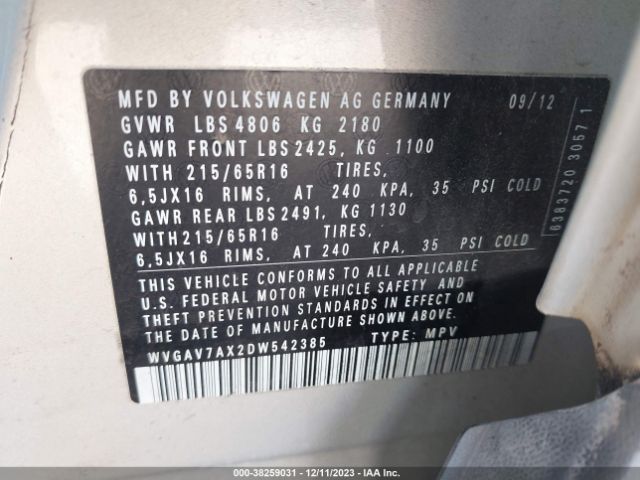 MFD BY VOLKSWAGEN AG GERMANY 09/12
GVWR LBS 4806 KG 2180
GAWR FRONT LBS 2425, KG 1100
WITH 215/65R16 TIRES,
6,5JX16 RIMS, AT 240 KPA, 35 PSI COLD
GAWR REAR LBS 2491, KG 1130
WITH 215/65R16 TIRES,
6,5JX16 RIMS, AT 240 KPA, 35 PSI COLD
THIS VEHICLE CONFORMS TO ALL APPLICABLE
U.S. FEDERAL MOTOR VEHICLE SAFETY AND
THEFT PREVENTION STANDARDS IN EFFECT ON
THE DATE OF MANUFACTURE SHOWN ABOVE.
WVGAV7AX2DW542385 TYPE: MPV
6383720 3057 1
000-38259031 - 12/11/2023 - IAA Inc.